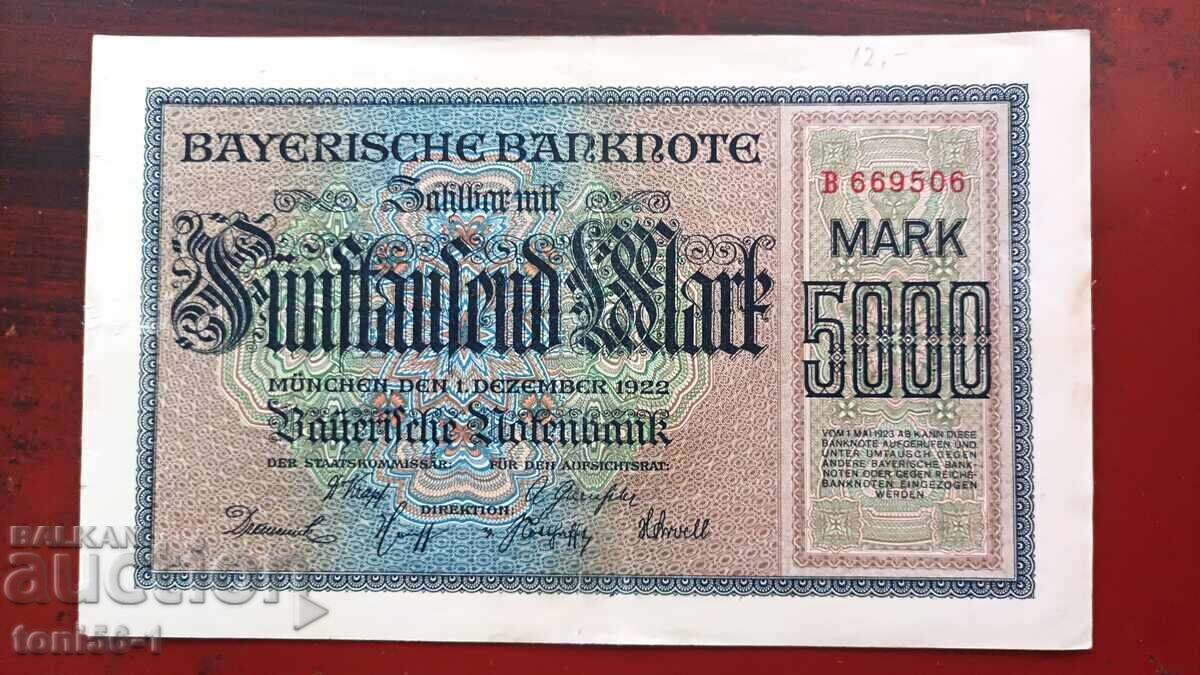 12,-
BAYERISCHE BANKNOTE
Zahlbar mit
Fünftausend Mark
MÜNCHEN, DEN 1. DEZEMBER 1922
Bayerische Notenbank
DER STAATSKOMMISSÄR: FÜR DEN AUFSICHTSRAT:
DIREKTION
B 669506
MARK
5000
VOM 1 MAI 1923 AB KANN DIESE
BANKNOTE AUFGERUFEN UND
UNTER UMTAUSCH GEGEN
ANDERE BAYERISCHE BANK-
NOTEN ODER GEGEN REICHS-
BANKNOTEN EINGEZOGEN
WERDEN
BALKAN
auction
toni56-1